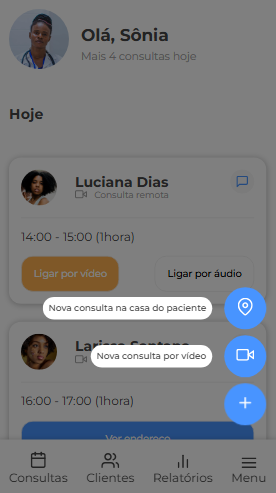 Olá, Sônia
Mais 4 consultas hoje
Hoje
Luciana Dias
Consulta remota
14:00 - 15:00 (1hora)
Ligar por vídeo
Ligar por áudio
Nova consulta na casa do paciente
Larissa Santana
Nova consulta por vídeo
16:00 - 17:00 (1hora)
Ver endereço
Consultas
Clientes
Relatórios
Menu